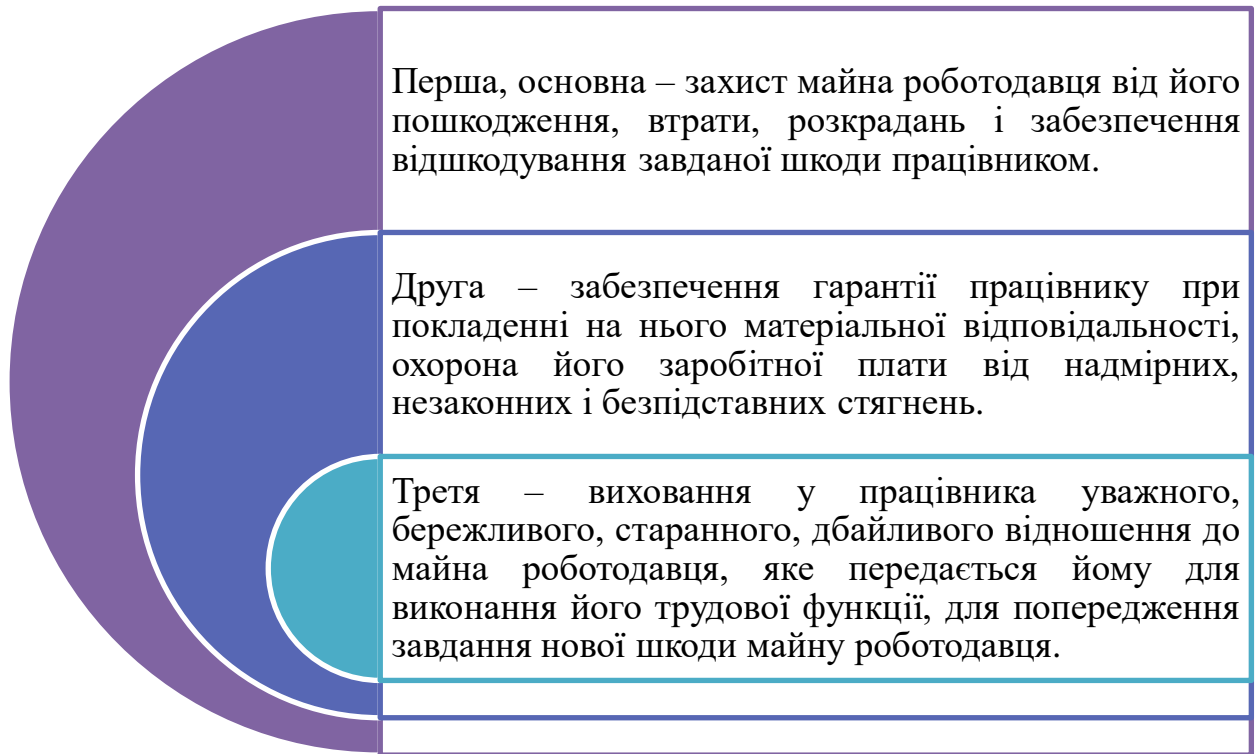 Перша, основна – захист майна роботодавця від його
пошкодження, втрати, розкрадань і забезпечення
відшкодування завданої шкоди працівником.
Друга – забезпечення гарантії працівнику при
покладенні на нього матеріальної відповідальності,
охорона його заробітної плати від надмірних,
незаконних і безпідставних стягнень.
Третя – виховання у працівника уважного,
бережливого, старанного, дбайливого відношення до
майна роботодавця, яке передається йому для
виконання його трудової функції, для попередження
завдання нової шкоди майну роботодавця.